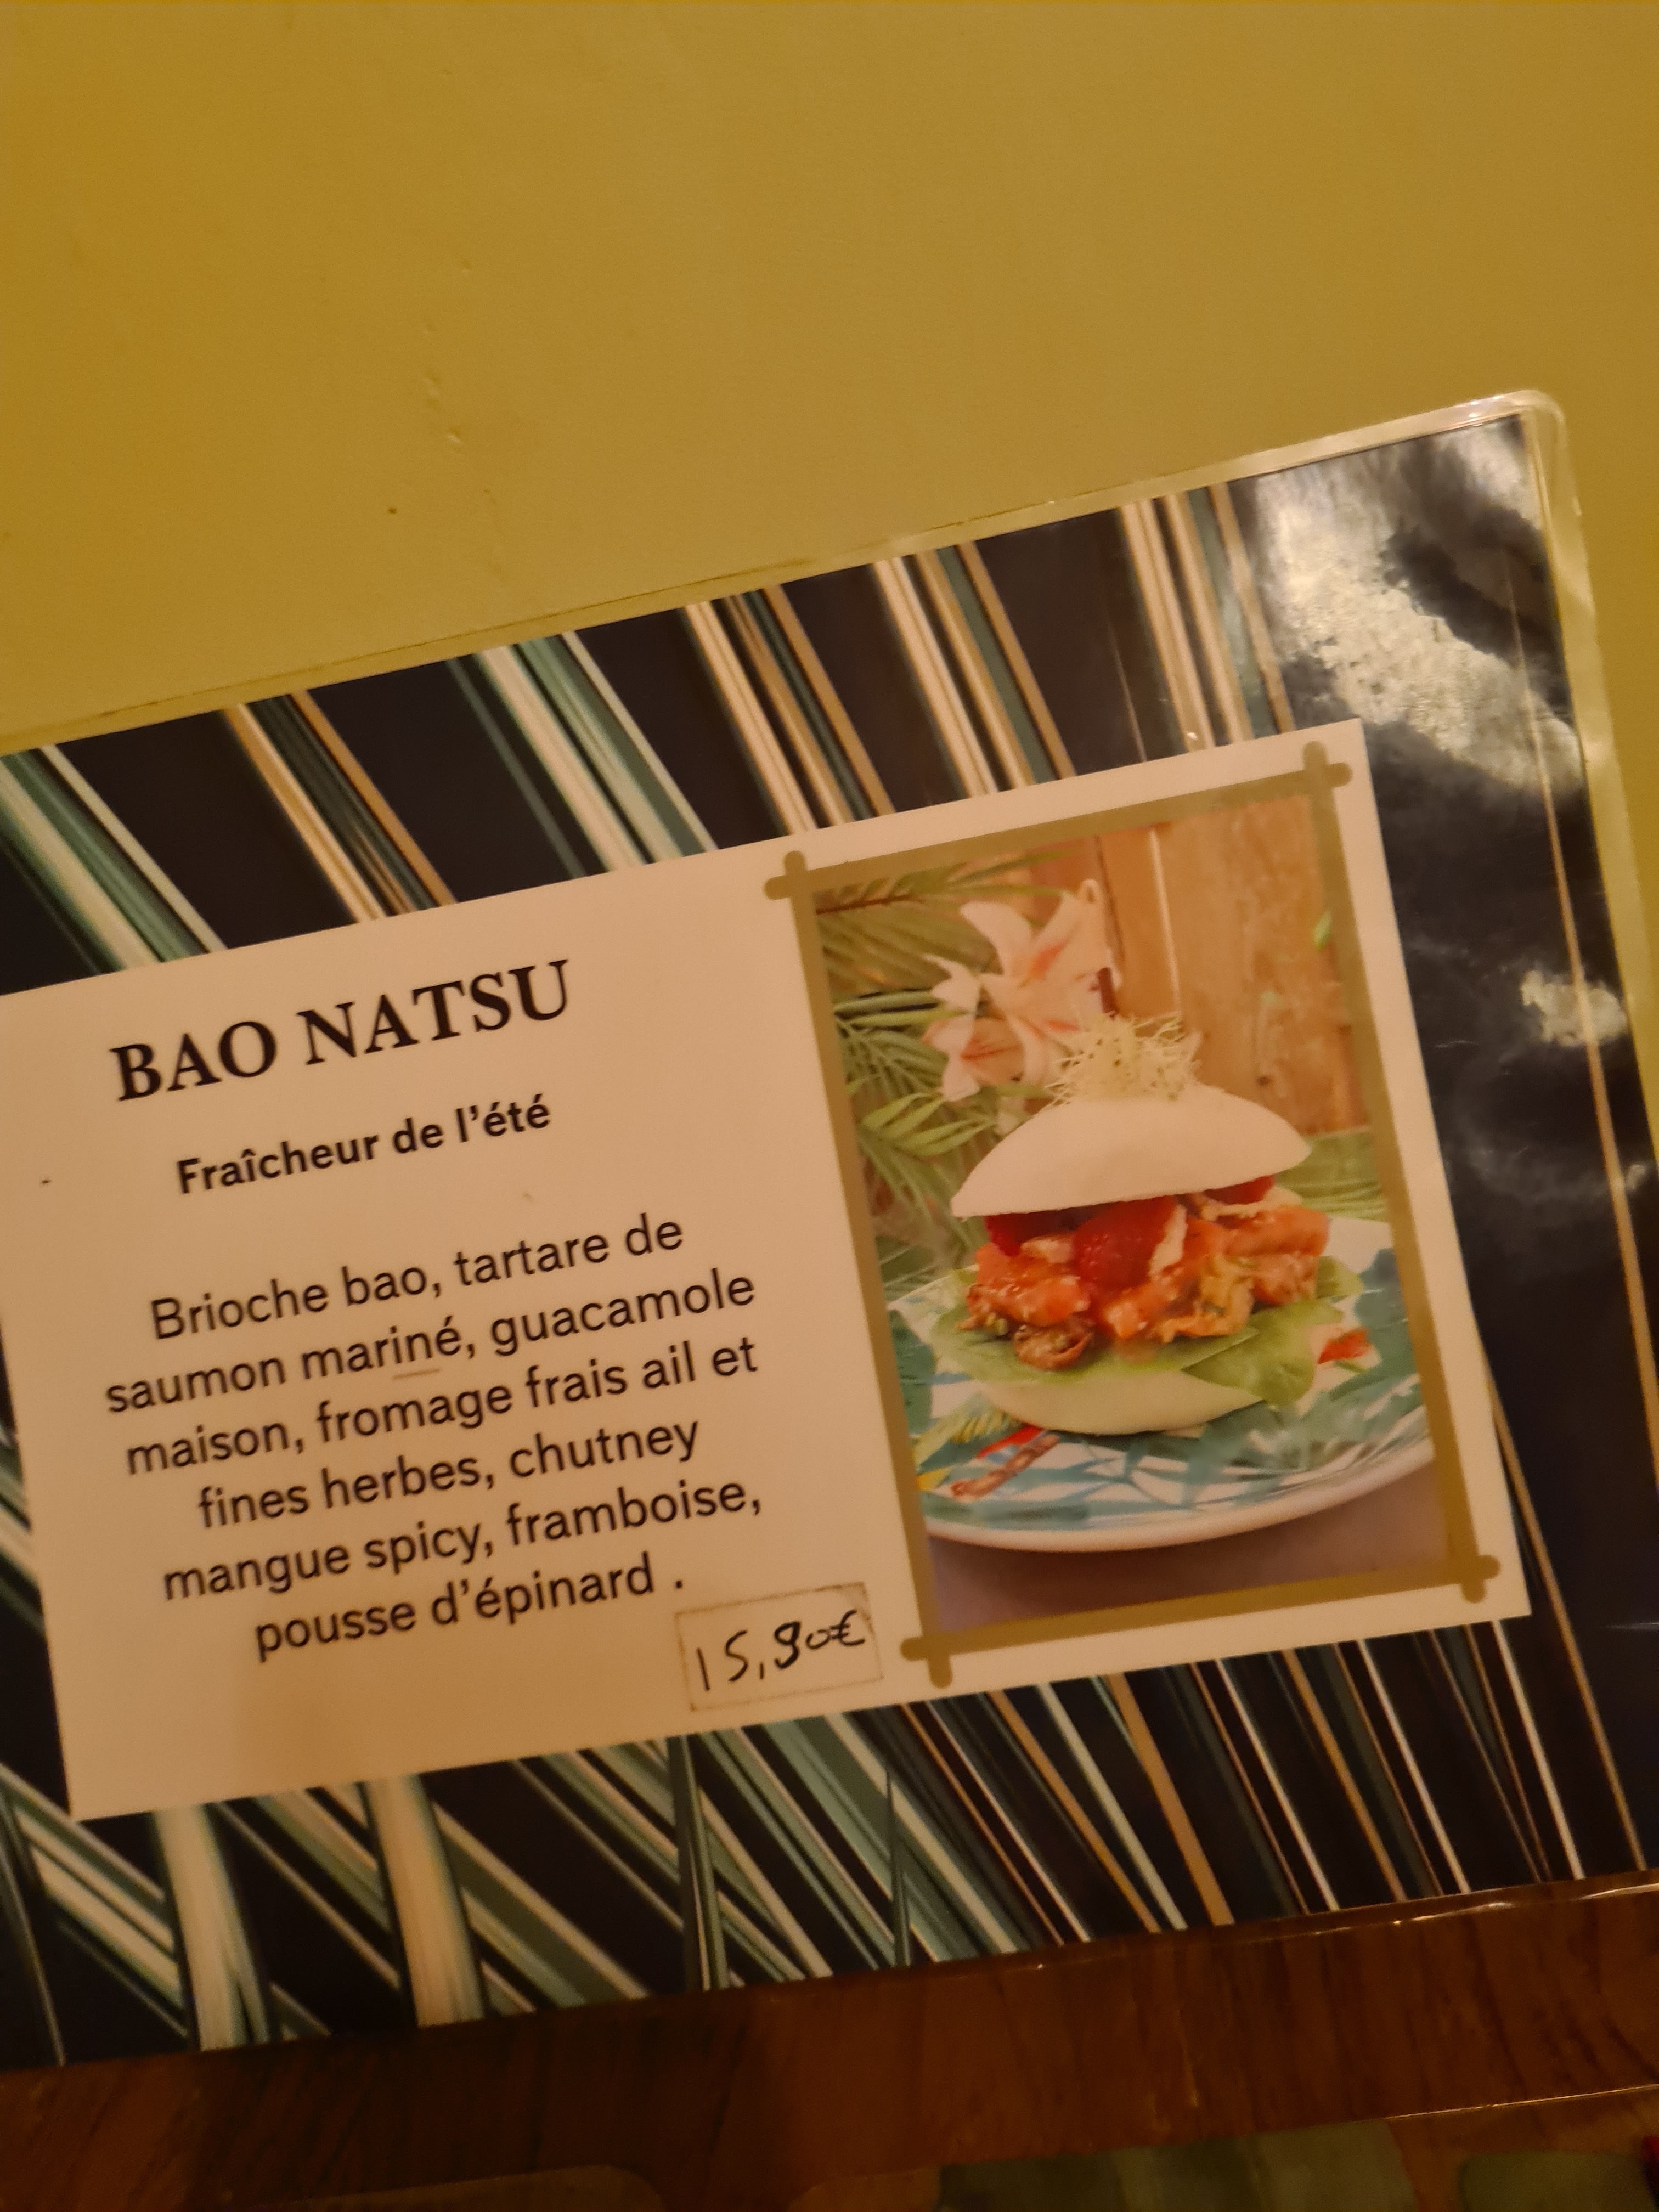 BAO NATSU
Fraîcheur de l'été
Brioche bao, tartare de
saumon mariné, guacamole
maison, fromage frais ail et
fines herbes, chutney
mangue spicy, framboise,
pousse d'épinard .
15,90€